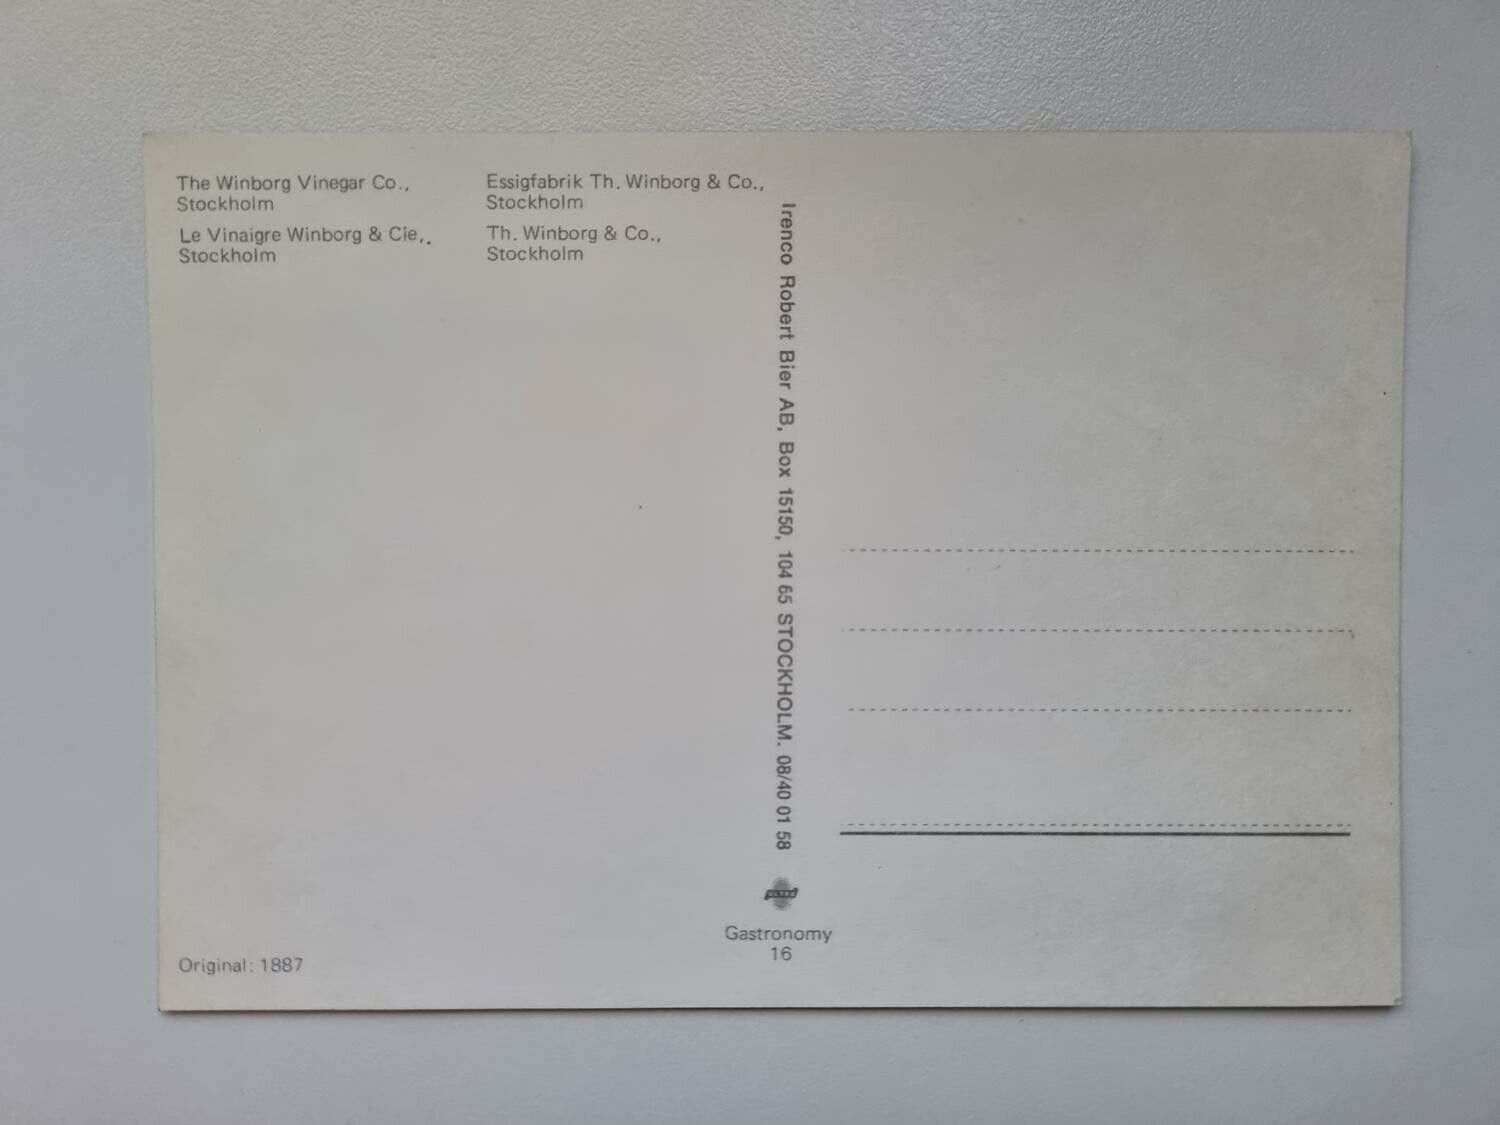 The Winborg Vinegar Co.,
Stockholm
Le Vinaigre Winborg & Cie,.
Stockholm
Essigfabrik Th. Winborg & Co.,
Stockholm
Th. Winborg & Co.,
Stockholm
Irenco Robert Bier AB, Box 15150, 104 65 STOCKHOLM. 08/40 01 58
Gastronomy
16
Original: 1887